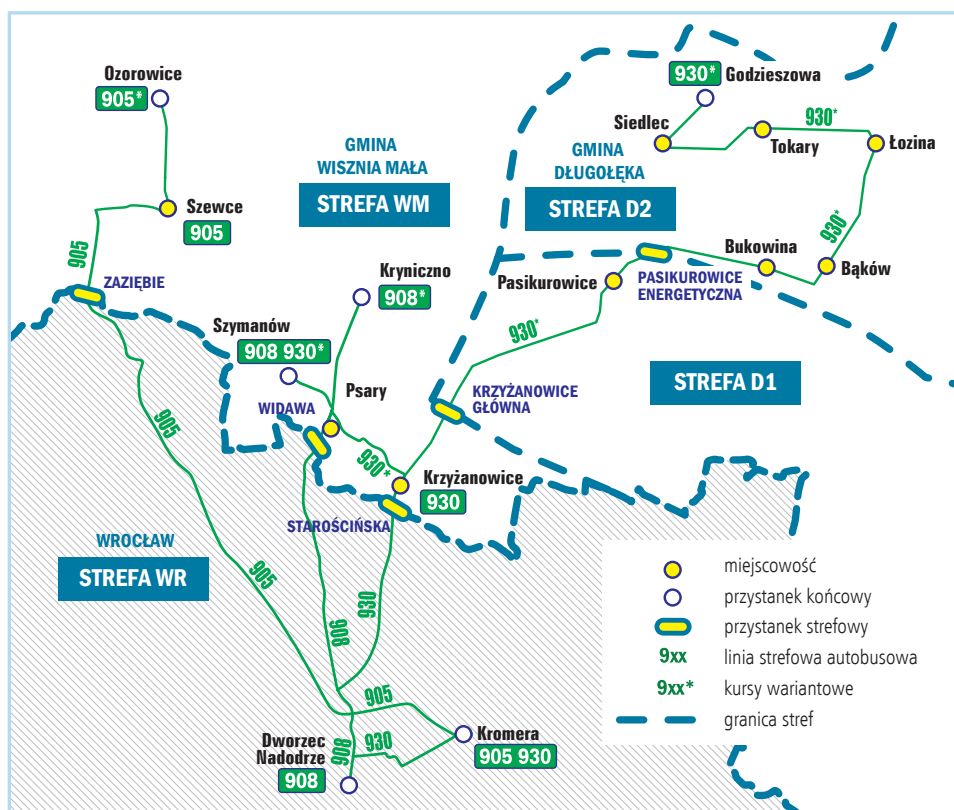 Ozorowice
905*
930*
Godzieszowa
930*
Siedlec
Tokary
Łozina
GMINA
WISZNIA MAŁA
STREFA WM
GMINA
DŁUGOŁĘKA
STREFA D2
Szewce
905
905
930*
ZAZIĘBIE
Kryniczno
908*
Bukowina
Bąków
Pasikurowice
PASIKUROWICE
ENERGETYCZNA
Szymanów
908 930*
930*
STREFA D1
Psary
WIDAWA
KRZYŻANOWICE
GŁÓWNA
905
930*
Krzyżanowice
930
STAROŚCIŃSKA
WROCŁAW
STREFA WR
905
930
908
miejscowość
przystanek końcowy
przystanek strefowy
9xx
linia strefowa autobusowa
9xx*
kursy wariantowe
granica stref
905
Dworzec
Nadodrze
908
908
930
Kromera
905 930